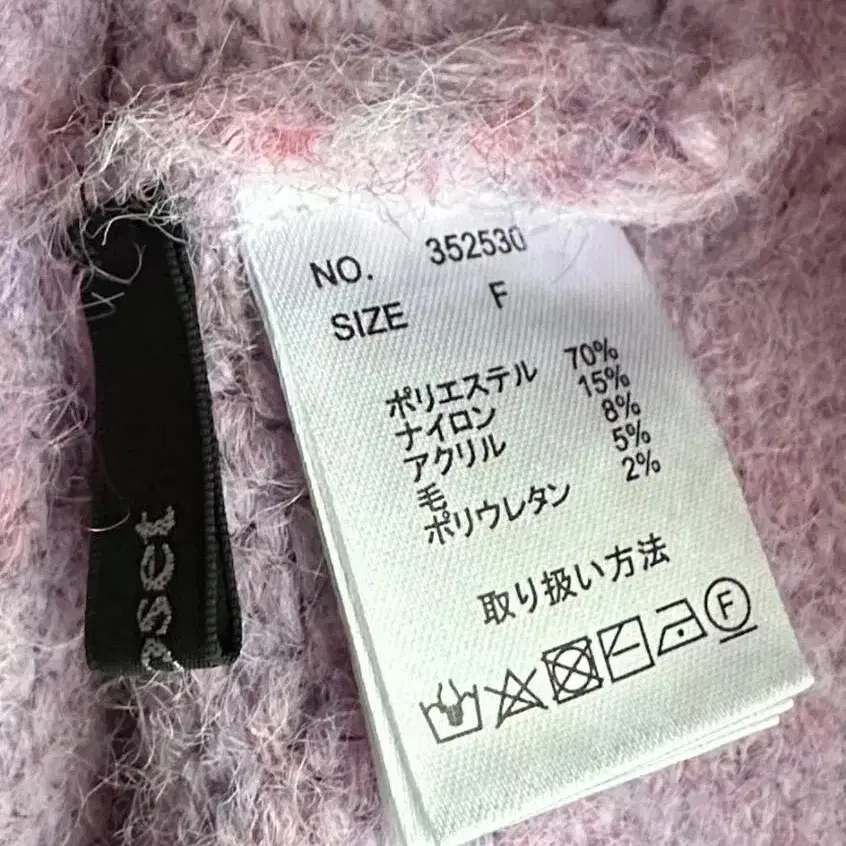 NO. 352530
SIZE F
ポリエステル 70%
ナイロン 15%
アクリル 8%
毛 5%
ポリウレタン 2%
取り扱い方法
F